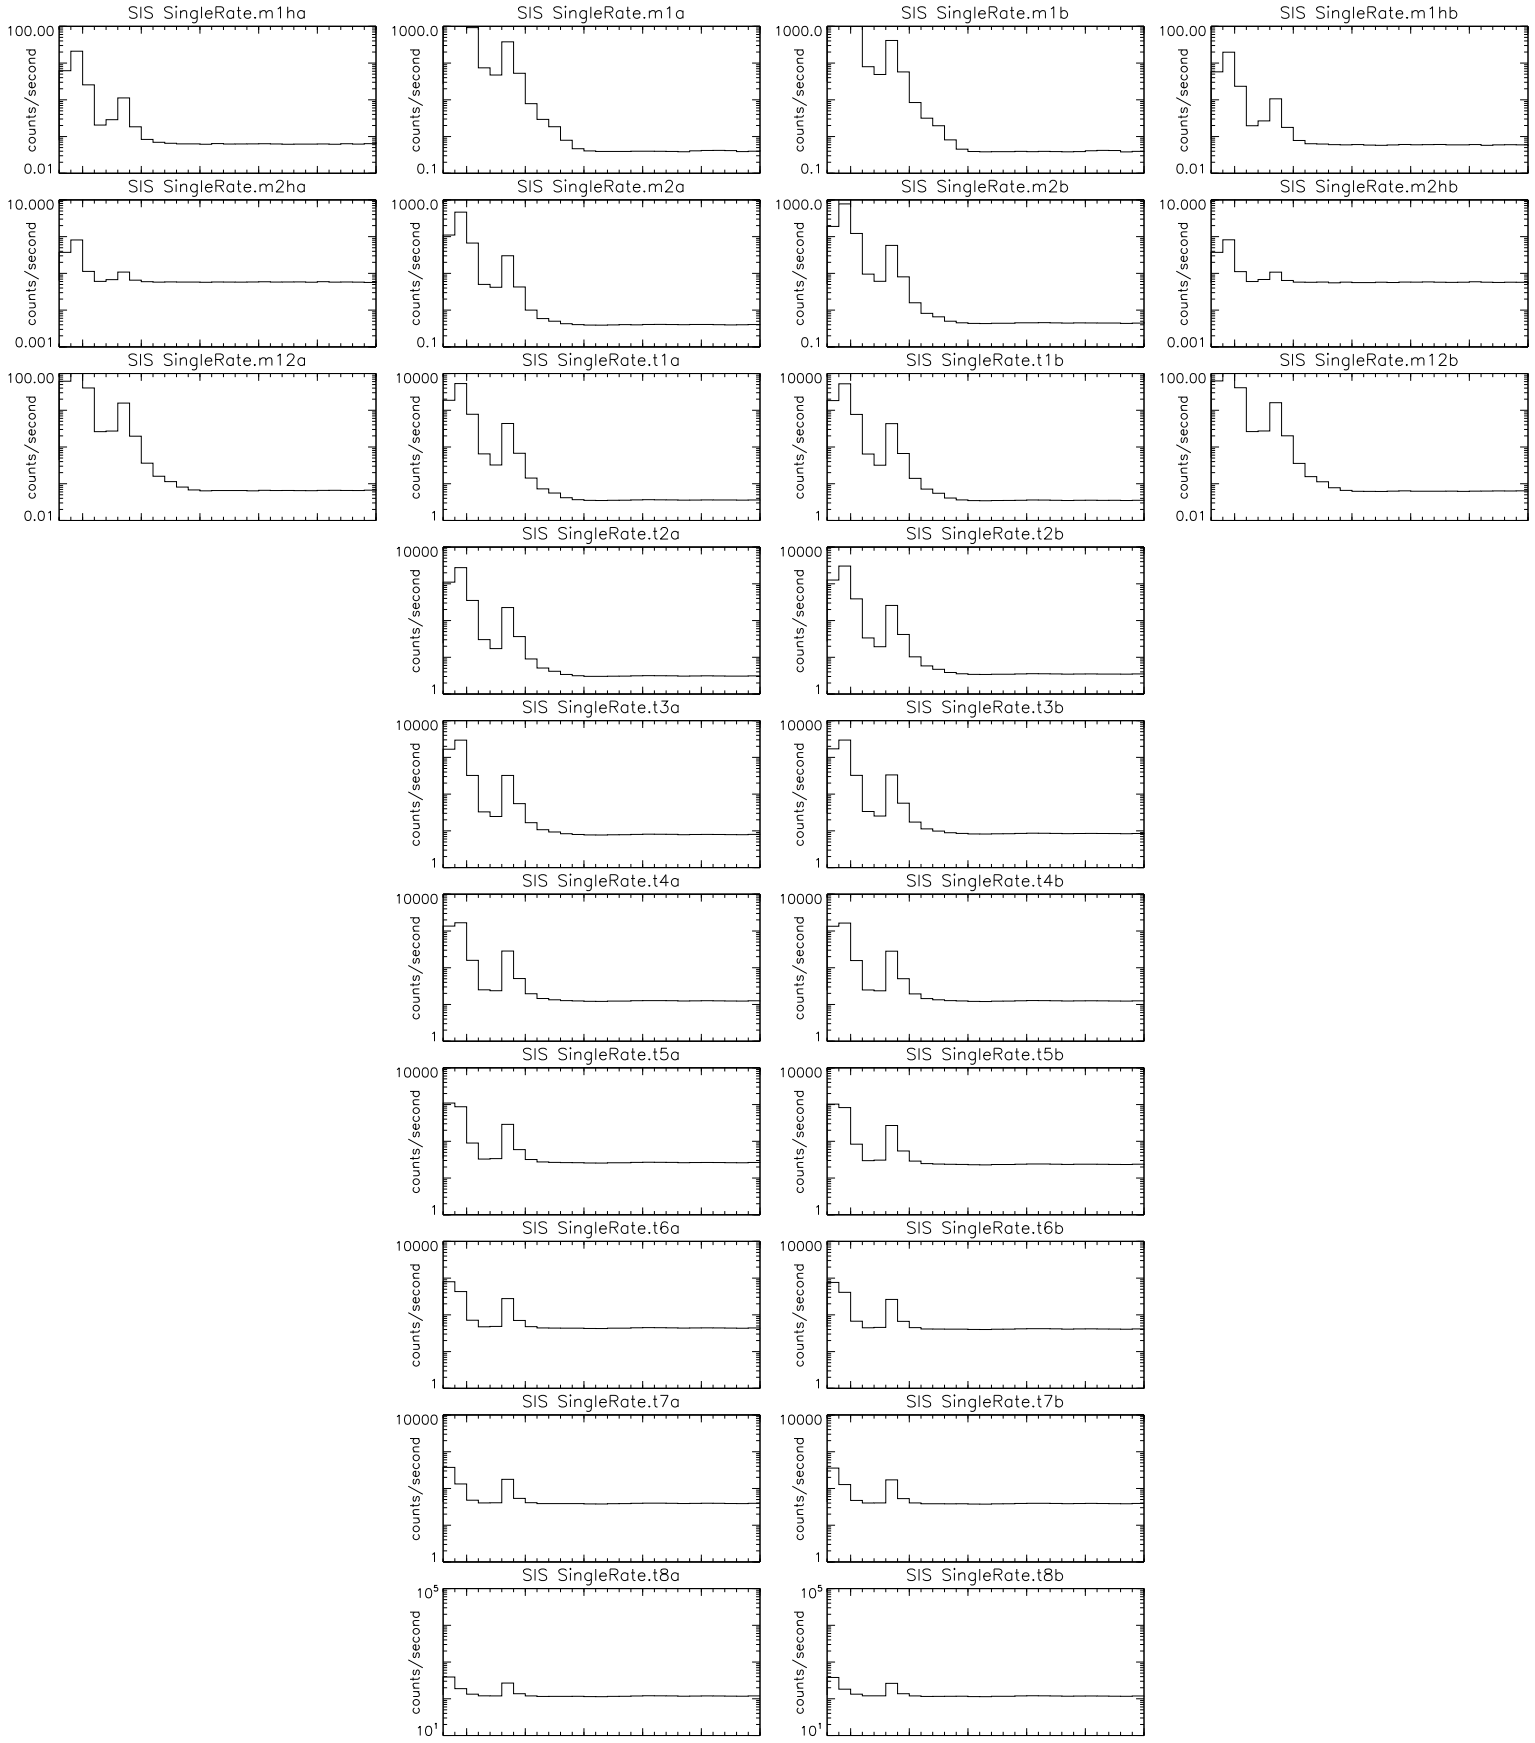 SIS SingleRate.m1ha
100.00
counts/second
0.01
SIS SingleRate.m1a
1000.0
counts/second
0.1
SIS SingleRate.m1b
1000.0
counts/second
0.1
SIS SingleRate.m1hb
100.00
counts/second
0.01
SIS SingleRate.m2ha
10.000
counts/second
0.001
SIS SingleRate.m2a
1000.0
counts/second
0.1
SIS SingleRate.m2b
1000.0
counts/second
0.1
SIS SingleRate.m2hb
10.000
counts/second
0.001
SIS SingleRate.m12a
100.00
counts/second
0.01
SIS SingleRate.t1a
10000
counts/second
1
SIS SingleRate.t1b
10000
counts/second
1
SIS SingleRate.m12b
100.00
counts/second
0.01
SIS SingleRate.t2a
10000
counts/second
1
SIS SingleRate.t2b
10000
counts/second
1
SIS SingleRate.t3a
10000
counts/second
1
SIS SingleRate.t3b
10000
counts/second
1
SIS SingleRate.t4a
10000
counts/second
1
SIS SingleRate.t4b
10000
counts/second
1
SIS SingleRate.t5a
10000
counts/second
1
SIS SingleRate.t5b
10000
counts/second
1
SIS SingleRate.t6a
10000
counts/second
1
SIS SingleRate.t6b
10000
counts/second
1
SIS SingleRate.t7a
10000
counts/second
1
SIS SingleRate.t7b
10000
counts/second
1
SIS SingleRate.t8a
10⁵
counts/second
10¹
SIS SingleRate.t8b
10⁵
counts/second
10¹